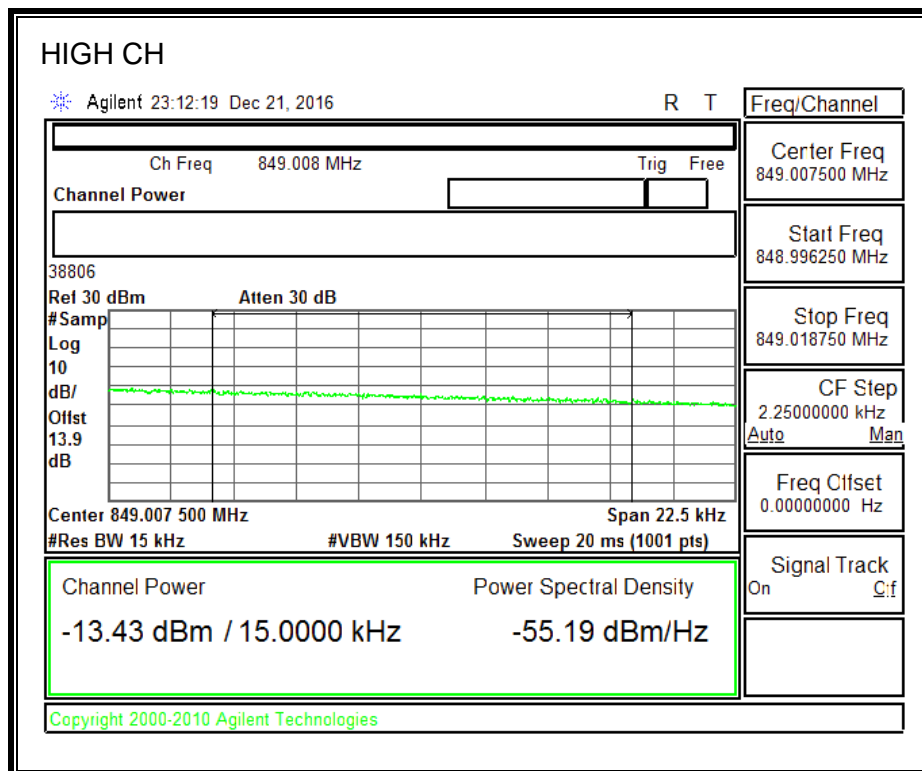 HIGH CH
Agilent 23:12:19 Dec 21, 2016 R T
Freq/Channel
Ch Freq 849.008 MHz Trig Free
Channel Power
Center Freq
849.007500 MHz
Start Freq
848.996250 MHz
38806
Ref 30 dBm Atten 30 dB
#Samp
Log
10
dB/
Offst
13.9
dB
Stop Freq
849.018750 MHz
CF Step
2.25000000 kHz
Auto Man
Center 849.007 500 MHz Span 22.5 kHz
#Res BW 15 kHz #VBW 150 kHz Sweep 20 ms (1001 pts)
Freq Offset
0.00000000 Hz
Channel Power Power Spectral Density
-13.43 dBm / 15.0000 kHz -55.19 dBm/Hz
Signal Track
On Off
Copyright 2000-2010 Agilent Technologies